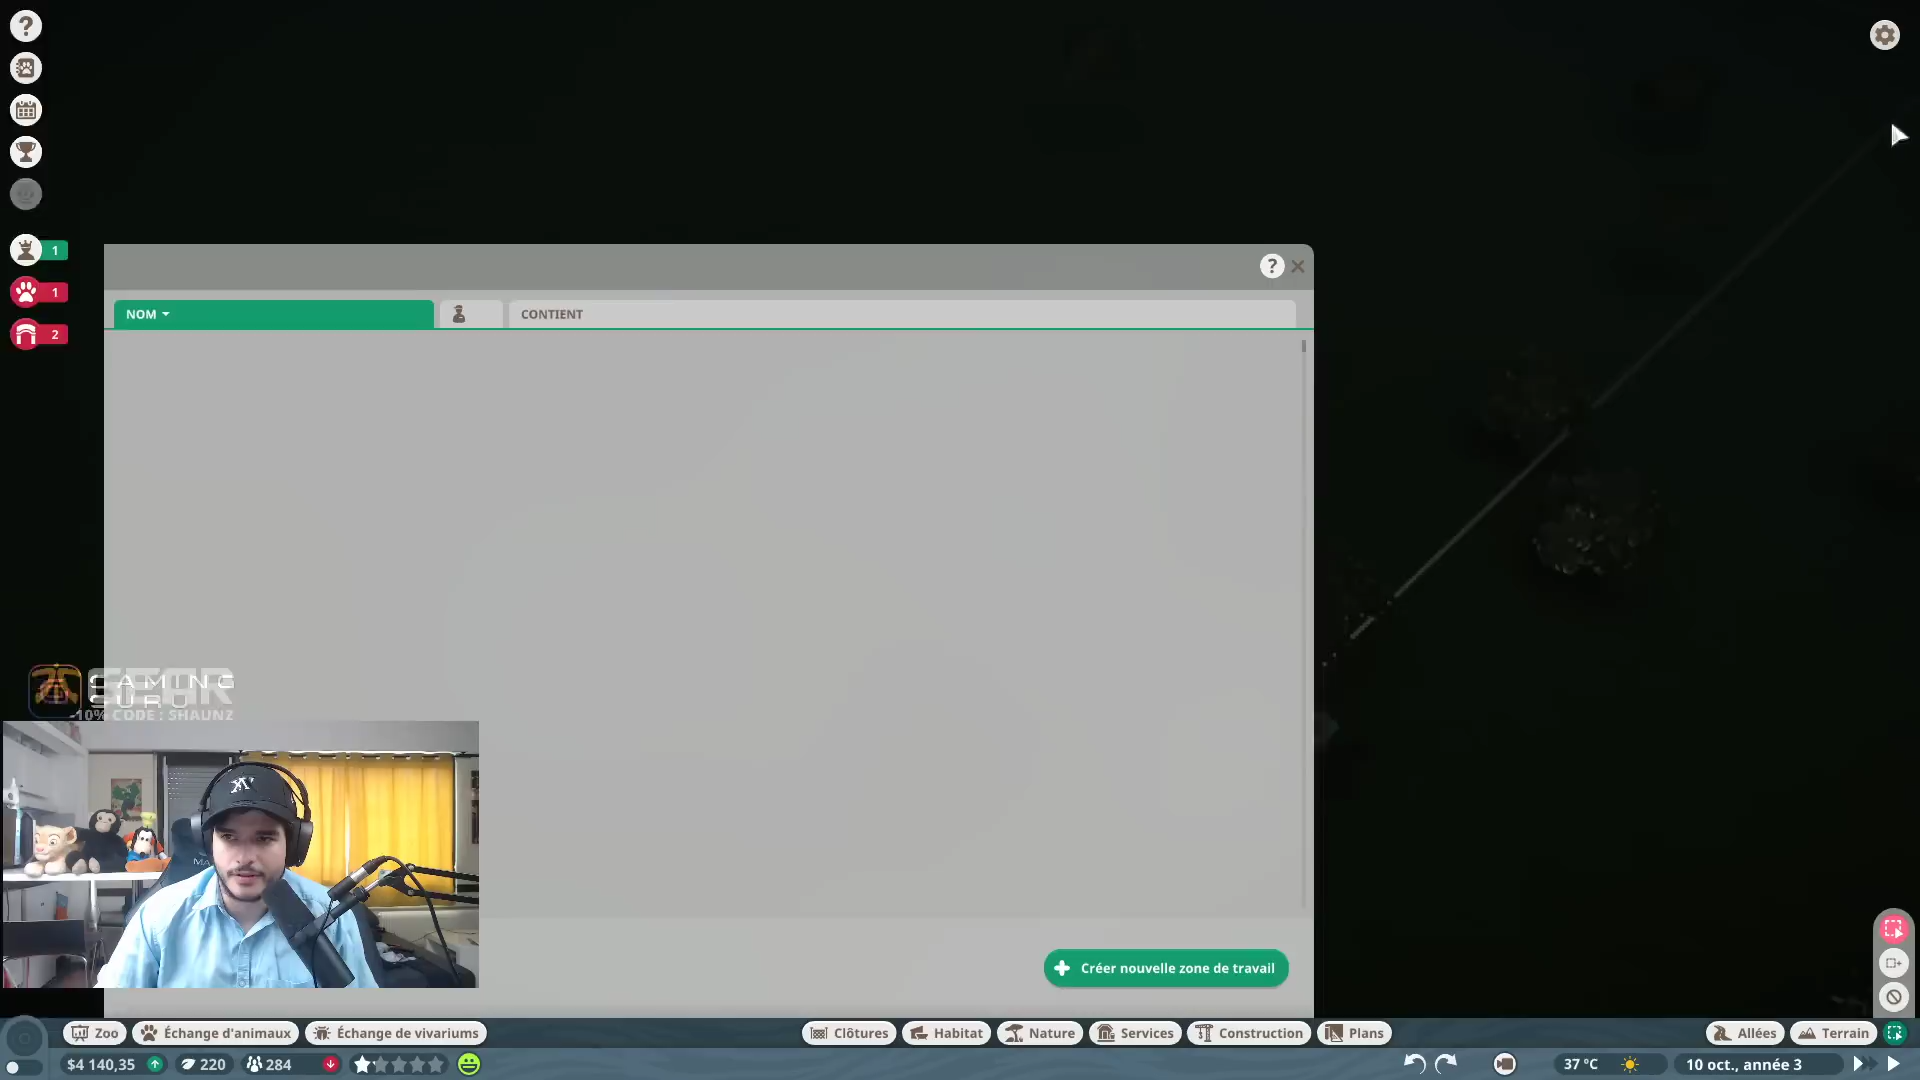 1
1
2
NOM
CONTIENT
-10% CODE : SHAUNZ
Créer nouvelle zone de travail
Zoo
Échange d'animaux
Échange de vivariums
Clôtures
Habitat
Nature
Services
Construction
Plans
Allées
Terrain
$4 140,35
220
284
37 °C
10 oct., année 3